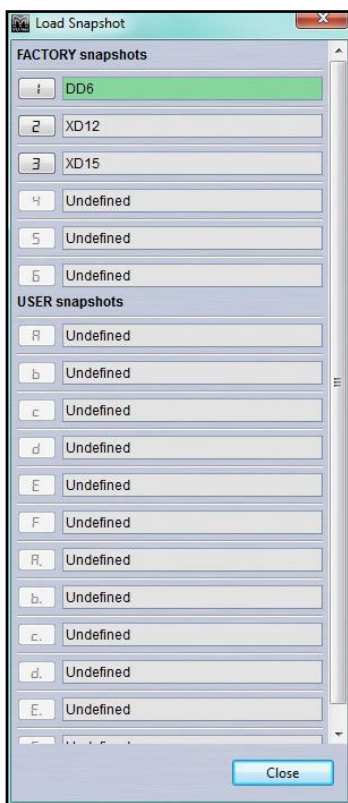 Load Snapshot
FACTORY snapshots
1 DD6
2 XD12
3 XD15
4 Undefined
5 Undefined
6 Undefined
USER snapshots
A Undefined
b Undefined
c Undefined
d Undefined
E Undefined
F Undefined
A. Undefined
b. Undefined
c. Undefined
d. Undefined
E. Undefined
Close